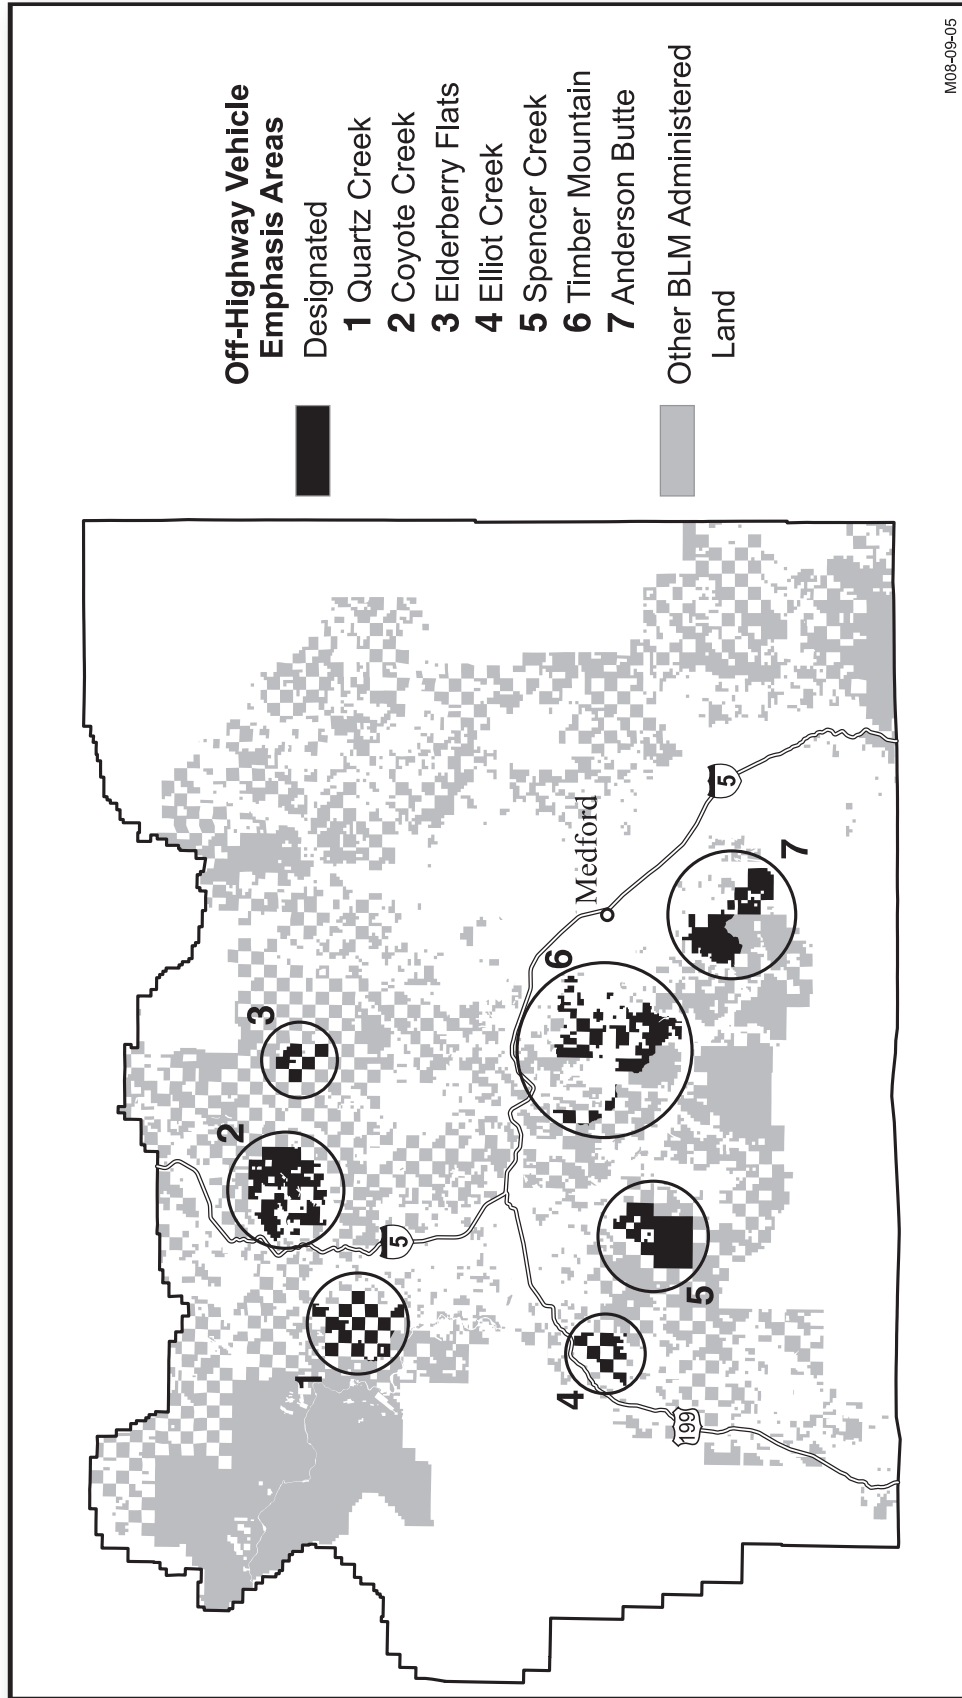 Off-Highway Vehicle
Emphasis Areas
Designated
1 Quartz Creek
2 Coyote Creek
3 Elderberry Flats
4 Elliot Creek
5 Spencer Creek
6 Timber Mountain
7 Anderson Butte
Other BLM Administered
Land
1
2
3
4
5
6
7
5
5
199
Medford
M08-09-05